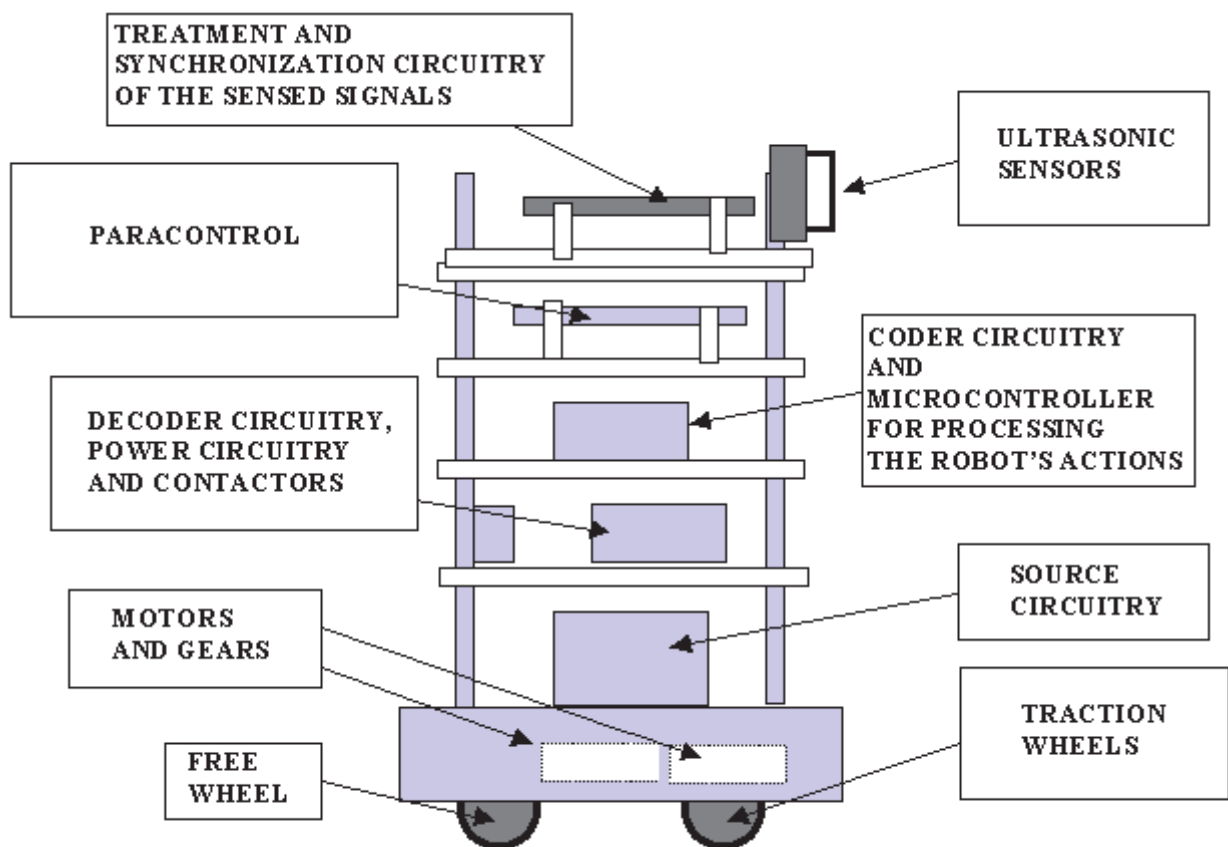 TREATMENT AND
SYNCHRONIZATION CIRCUITRY
OF THE SENSED SIGNALS
ULTRASONIC
SENSORS
PARACONTROL
CODER CIRCUITRY
AND
MICROCONTROLLER
FOR PROCESSING
THE ROBOT'S ACTIONS
DECODER CIRCUITRY,
POWER CIRCUITRY
AND CONTACTORS
SOURCE
CIRCUITRY
MOTORS
AND GEARS
TRACTION
WHEELS
FREE
WHEEL